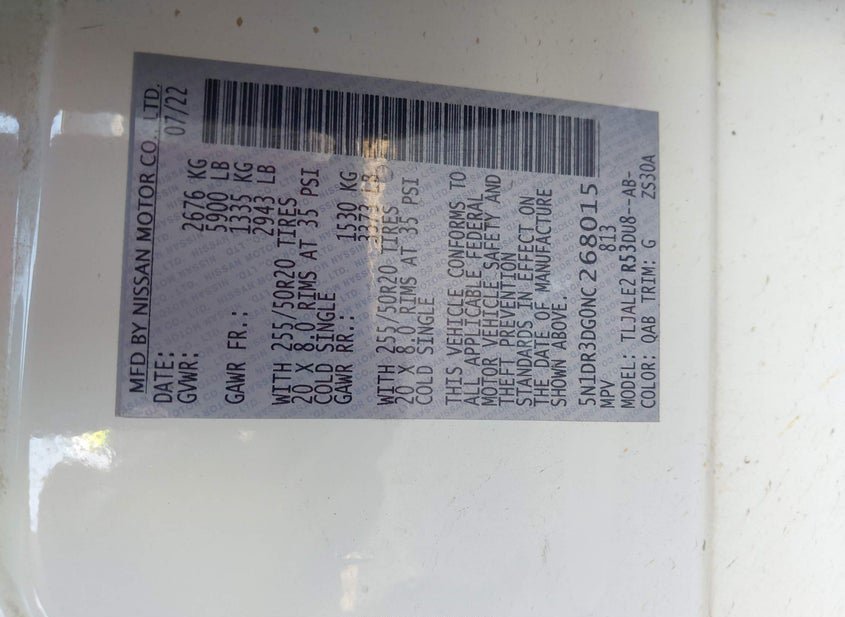 MFD BY NISSAN MOTOR CO., LTD.
DATE: 07/22
GVWR: 2676 KG
5900 LB
GAWR FR.: 1335 KG
2943 LB
WITH 255/50R20 TIRES
20 X 8.0 RIMS AT 35 PSI
COLD SINGLE
GAWR RR.: 1530 KG
3373 LB
WITH 255/50R20 TIRES
20 X 8.0 RIMS AT 35 PSI
COLD SINGLE
THIS VEHICLE CONFORMS TO
ALL APPLICABLE FEDERAL
MOTOR VEHICLE SAFETY AND
THEFT PREVENTION
STANDARDS IN EFFECT ON
THE DATE OF MANUFACTURE
SHOWN ABOVE.
5N1DR3DG0NC268015
MPV 813
MODEL: TLJALE2 R53DU8--AB-
COLOR: QAB TRIM: G ZS30A